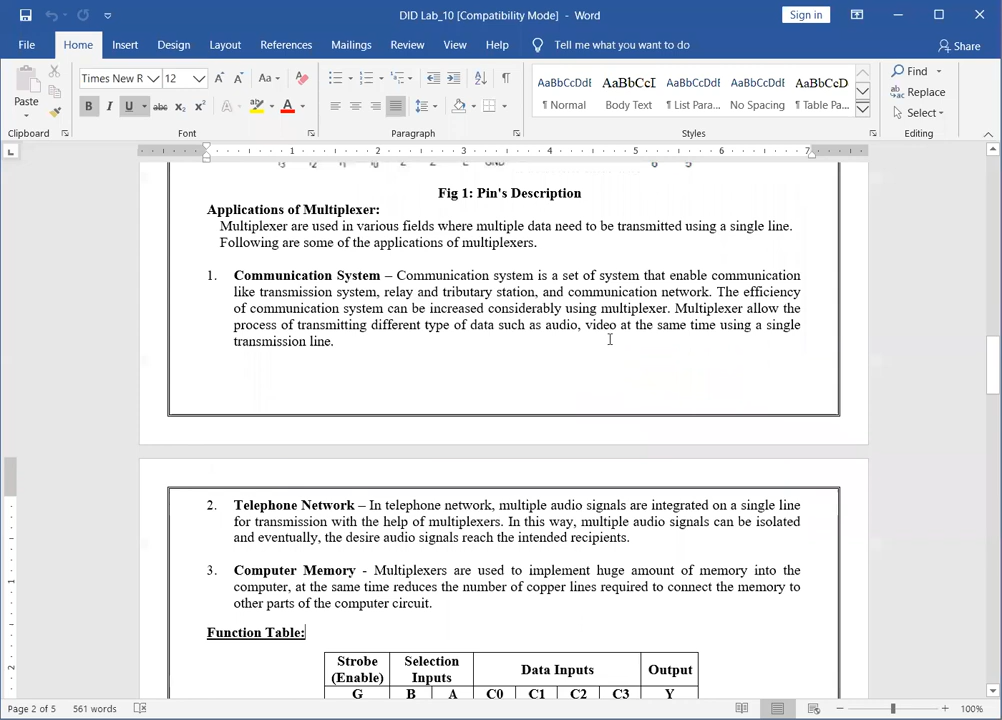 DID Lab_10 [Compatibility Mode] - Word
Sign in
File Home Insert Design Layout References Mailings Review View Help Tell me what you want to do Share
Paste
Times New R 12 Aa
B I U abc X2 X2 A A
AaBbCcDdI AaBbCcI AaBbCcDdI AaBbCcDdI AaBbCcD
¶ Normal Body Text ¶ List Para... No Spacing ¶ Table Pa...
Find
Replace
Select
Clipboard Font Paragraph Styles Editing
1 2 3 4 5 6 7
Fig 1: Pin's Description
Applications of Multiplexer:
Multiplexer are used in various fields where multiple data need to be transmitted using a single line.
Following are some of the applications of multiplexers.
1. Communication System – Communication system is a set of system that enable communication
like transmission system, relay and tributary station, and communication network. The efficiency
of communication system can be increased considerably using multiplexer. Multiplexer allow the
process of transmitting different type of data such as audio, video at the same time using a single
transmission line.
2. Telephone Network – In telephone network, multiple audio signals are integrated on a single line
for transmission with the help of multiplexers. In this way, multiple audio signals can be isolated
and eventually, the desire audio signals reach the intended recipients.
3. Computer Memory - Multiplexers are used to implement huge amount of memory into the
computer, at the same time reduces the number of copper lines required to connect the memory to
other parts of the computer circuit.
Function Table:
Strobe Selection Data Inputs Output
(Enable) Inputs
G B A C0 C1 C2 C3 Y
Page 2 of 5 561 words 100%